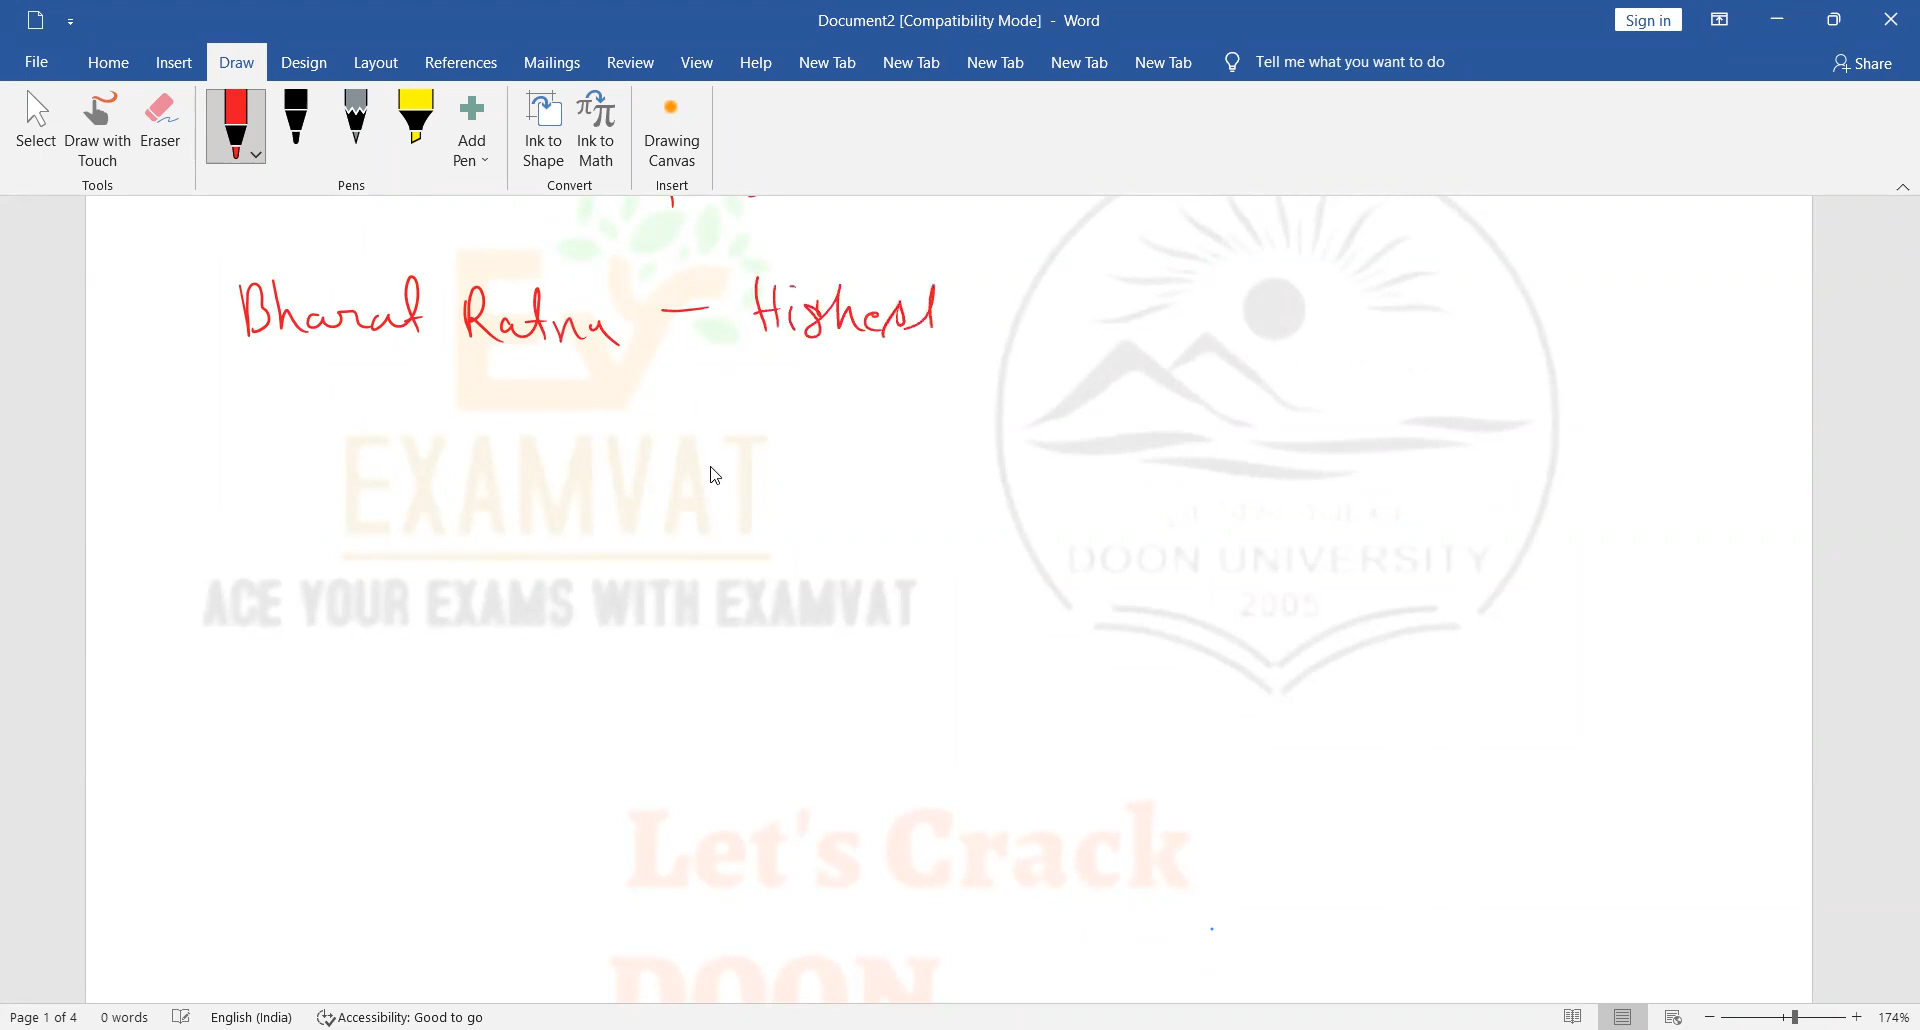 Document2 [Compatibility Mode] - Word
Sign in
File Home Insert Draw Design Layout References Mailings Review View Help New Tab New Tab New Tab New Tab New Tab Tell me what you want to do Share
Select Draw with Touch Eraser Add Pen Ink to Shape Ink to Math Drawing Canvas
Tools Pens Convert Insert
Bharat Ratna — Highest
EXAMVAT
ACE YOUR EXAMS WITH EXAMVAT
DOON UNIVERSITY
2005
Let's Crack
DOON
Page 1 of 4 0 words English (India) Accessibility: Good to go 174%